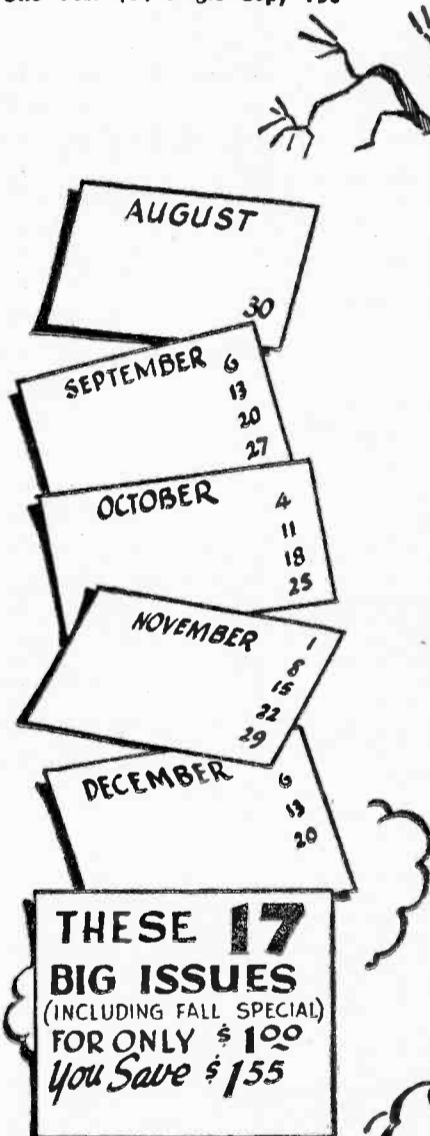 AUGUST
30
SEPTEMBER 6
13
20
27
OCTOBER 4
11
18
25
NOVEMBER 1
8
15
22
29
DECEMBER 6
13
20
THESE 17
BIG ISSUES
(INCLUDING FALL SPECIAL)
FOR ONLY $1.00
You Save $1.55